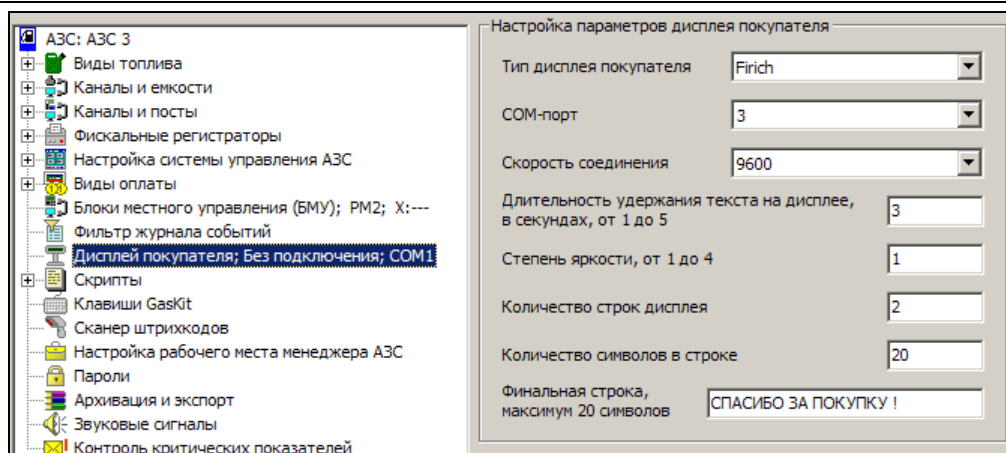 АЗС: АЗС 3
Виды топлива
Каналы и емкости
Каналы и посты
Фискальные регистраторы
Настройка системы управления АЗС
Виды оплаты
Блоки местного управления (БМУ); РМ2; X:---
Фильтр журнала событий
Дисплей покупателя; Без подключения; COM1
Скрипты
Клавиши GasKit
Сканер штрихкодов
Настройка рабочего места менеджера АЗС
Пароли
Архивация и экспорт
Звуковые сигналы
Контроль критических показателей
Настройка параметров дисплея покупателя
Тип дисплея покупателя
Firich
COM-порт
3
Скорость соединения
9600
Длительность удержания текста на дисплее,
в секундах, от 1 до 5
3
Степень яркости, от 1 до 4
1
Количество строк дисплея
2
Количество символов в строке
20
Финальная строка,
максимум 20 символов
СПАСИБО ЗА ПОКУПКУ !